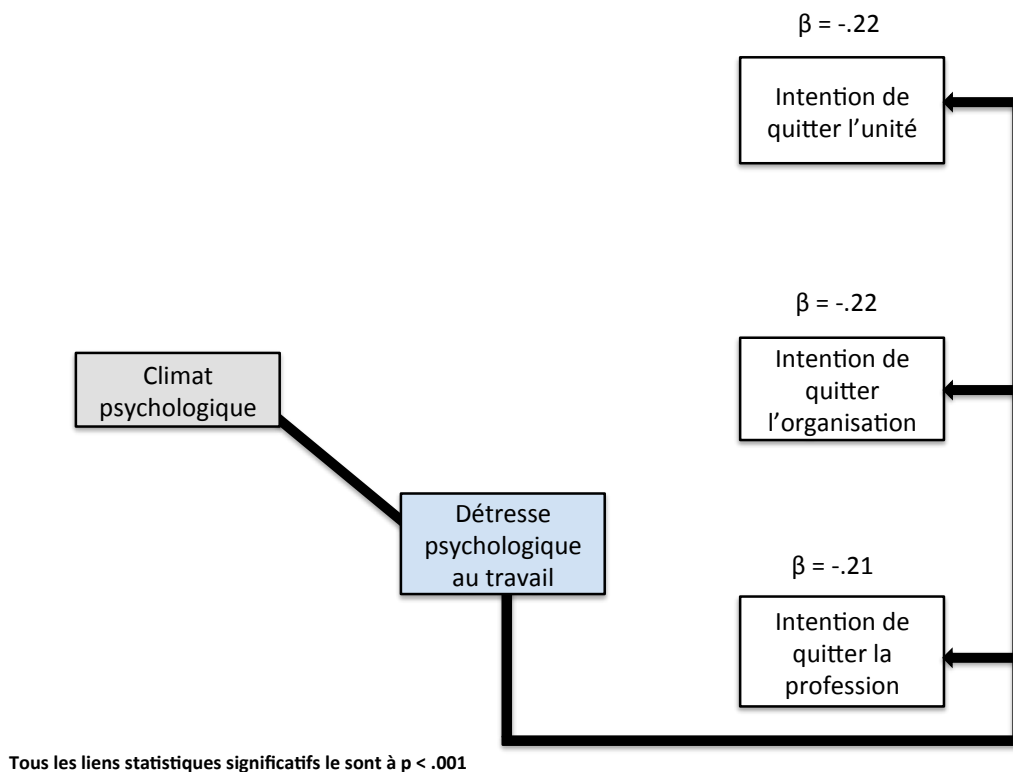 β = -.22
Intention de
quitter l’unité
β = -.22
Intention de
quitter
l’organisation
Climat
psychologique
Détresse
psychologique
au travail
β = -.21
Intention de
quitter la
profession
Tous les liens statistiques significatifs le sont à p < .001